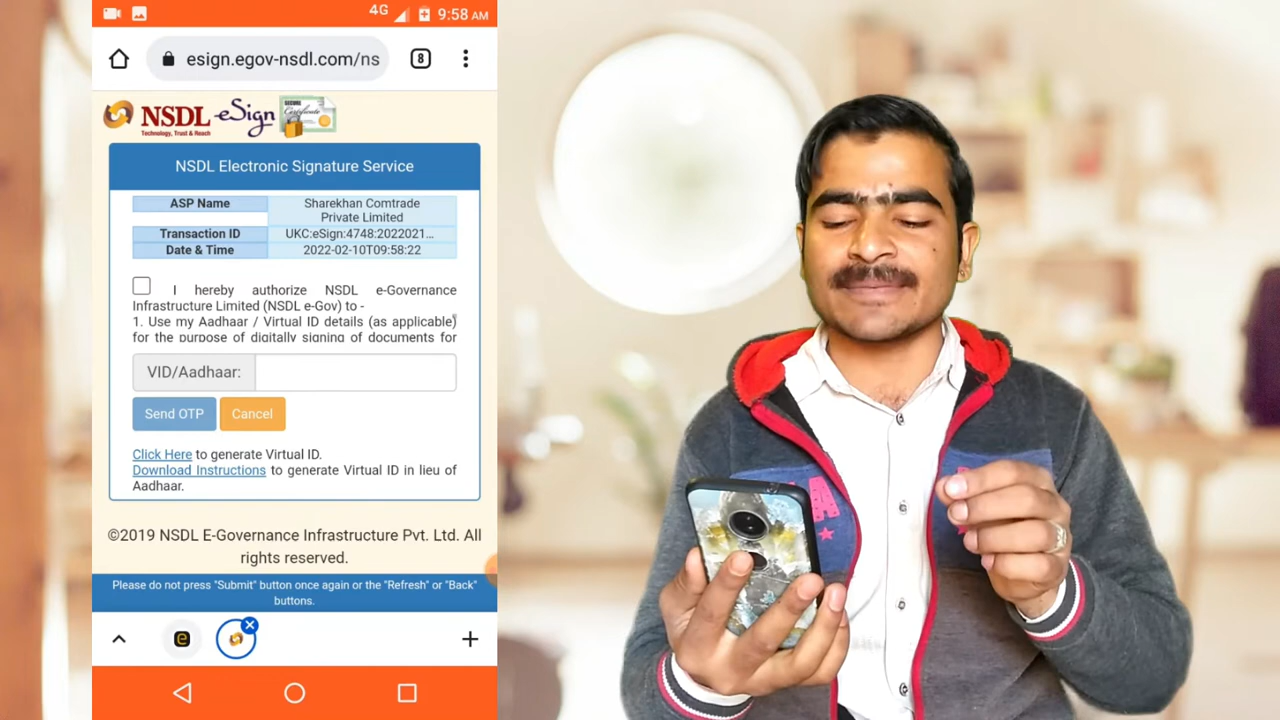 4G 9:58 AM
esign.egov-nsdl.com/ns
8
NSDL eSign SECURE Certificate
Technology, Trust & Reach
NSDL Electronic Signature Service
ASP Name Sharekhan Comtrade
Private Limited
Transaction ID UKC:eSign:4748:2022021...
Date & Time 2022-02-10T09:58:22
I hereby authorize NSDL e-Governance
Infrastructure Limited (NSDL e-Gov) to -
1. Use my Aadhaar / Virtual ID details (as applicable)
for the purpose of digitally signing of documents for
VID/Aadhaar:
Send OTP Cancel
Click Here to generate Virtual ID.
Download Instructions to generate Virtual ID in lieu of
Aadhaar.
©2019 NSDL E-Governance Infrastructure Pvt. Ltd. All
rights reserved.
Please do not press "Submit" button once again or the "Refresh" or "Back"
buttons.